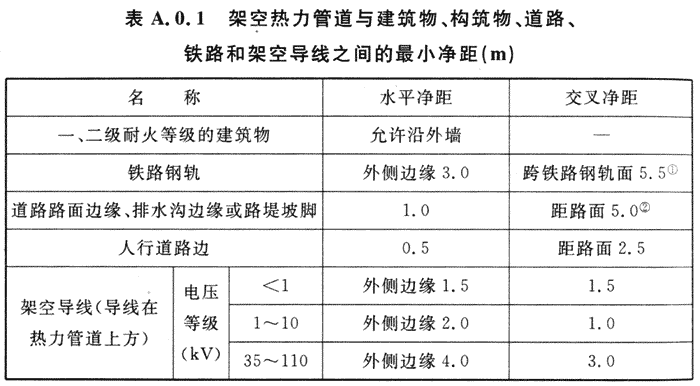 表 A.0.1 架空热力管道与建筑物、构筑物、道路、
铁路和架空导线之间的最小净距(m)
名 称 水平净距 交叉净距
一、二级耐火等级的建筑物 允许沿外墙 —
铁路钢轨 外侧边缘 3.0 跨铁路钢轨面 5.5①
道路路面边缘、排水沟边缘或路堤坡脚 1.0 距路面 5.0②
人行道路边 0.5 距路面 2.5
架空导线(导线在
热力管道上方)
电压
等级
(kV)
<1 外侧边缘 1.5 1.5
1～10 外侧边缘 2.0 1.0
35～110 外侧边缘 4.0 3.0